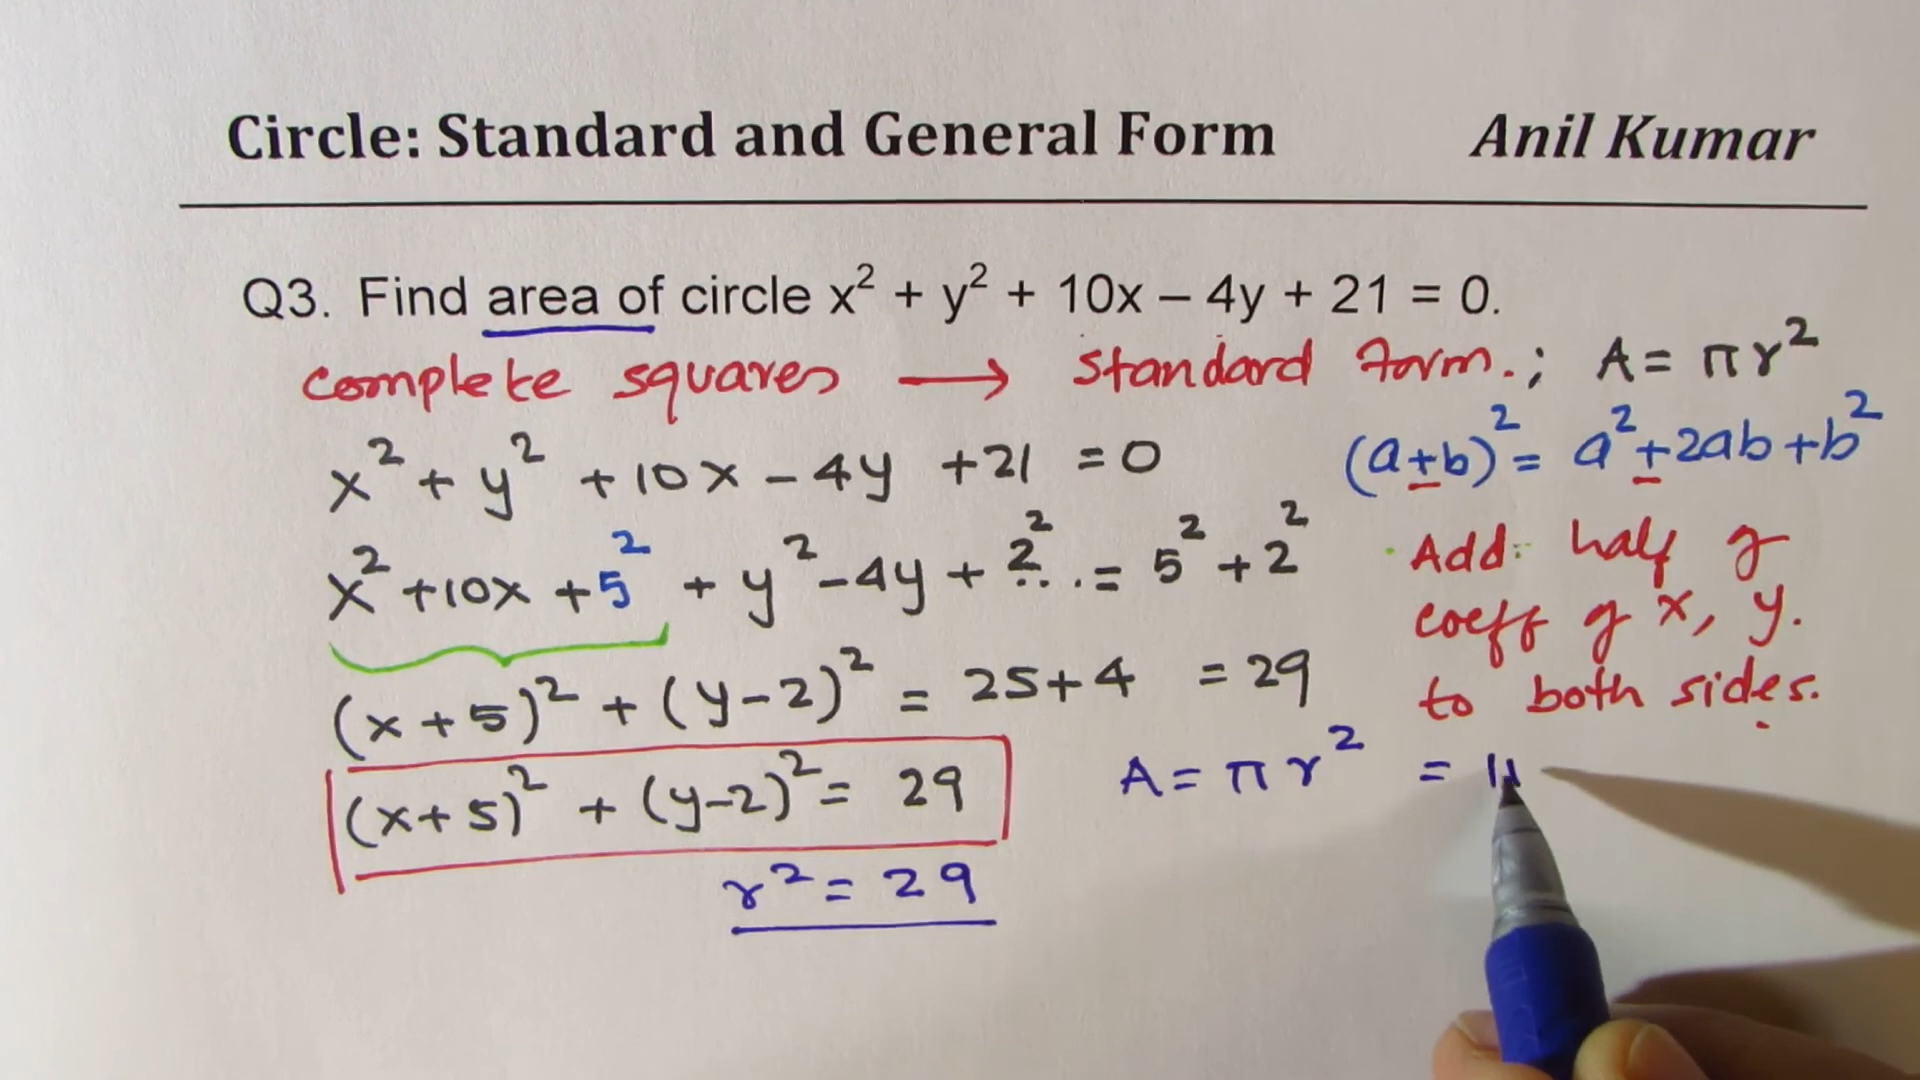 Circle: Standard and General Form Anil Kumar
Q3. Find area of circle x² + y² + 10x – 4y + 21 = 0.
complete squares → standard form. ; A = πr²
x² + y² + 10x - 4y + 21 = 0 (a±b)² = a² ± 2ab + b²
x² + 10x + 5² + y² - 4y + 2² = 5² + 2² Add: half of
coeff of x, y.
(x+5)² + (y-2)² = 25+4 = 29 to both sides.
(x+5)² + (y-2)² = 29 A = πr² =
r² = 29